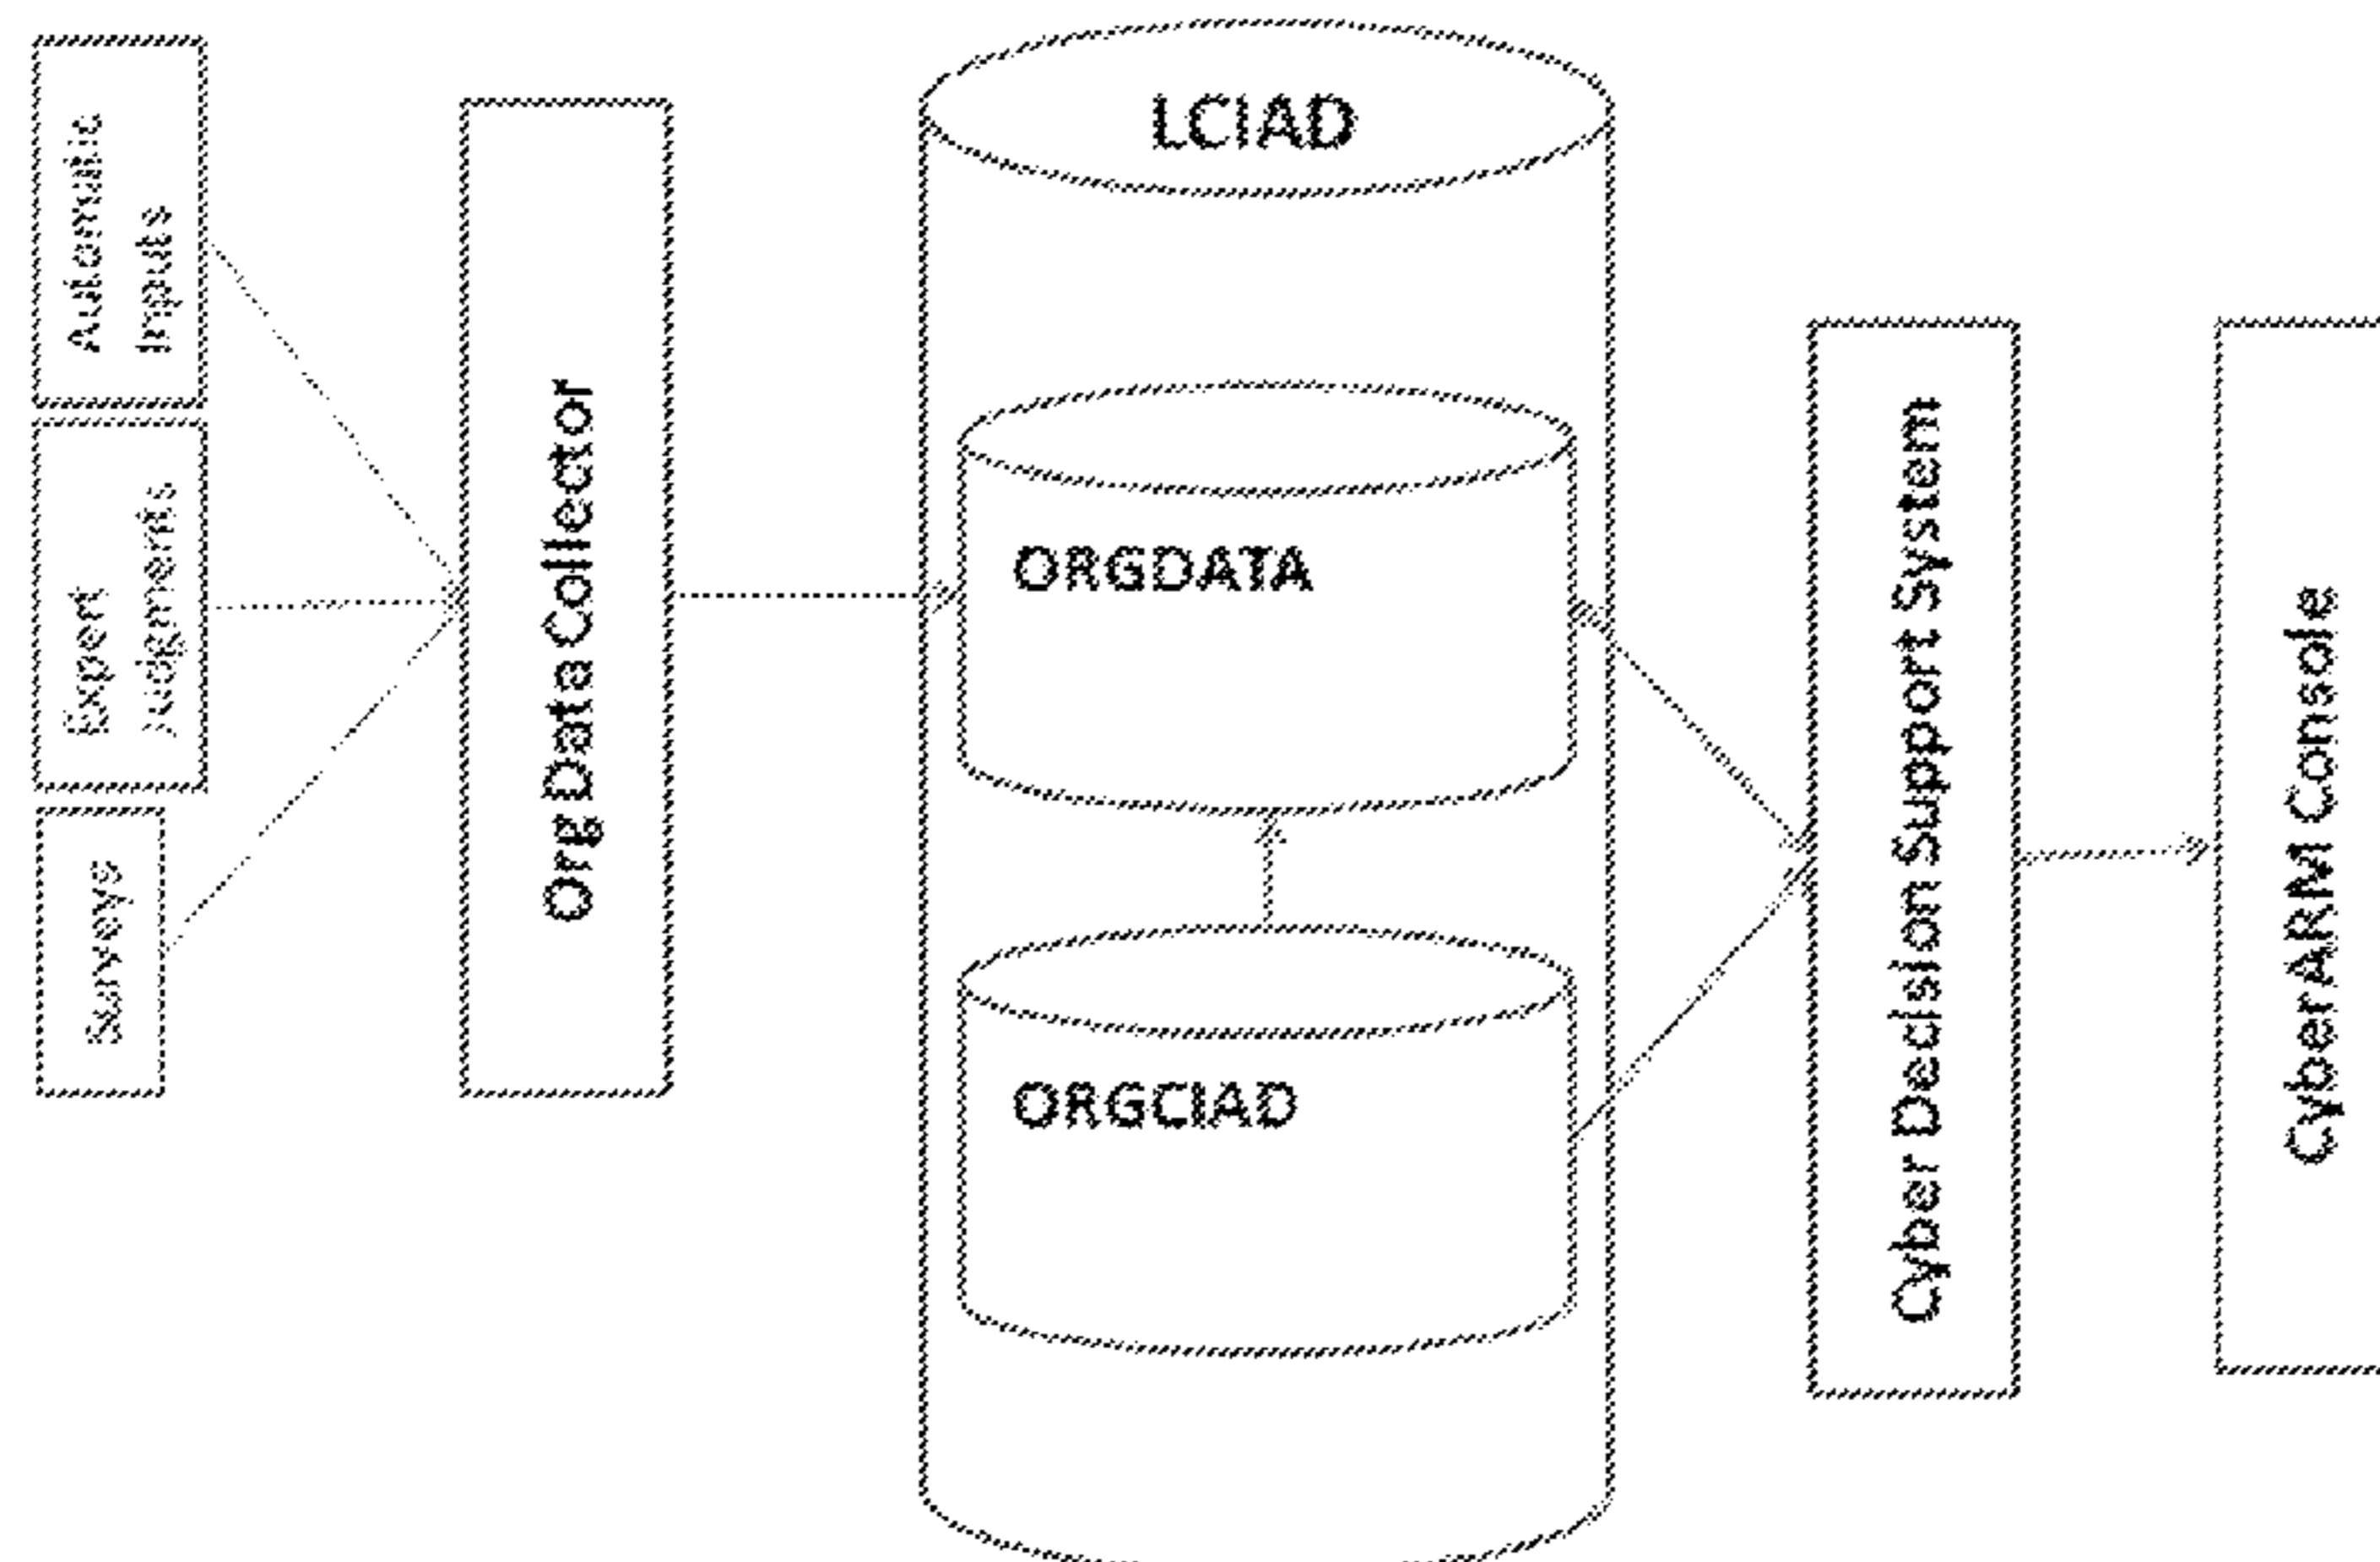 Automatic
Inputs
Expert
Judgments
Surveys
Org Data Collector
LCIAD
ORGDATA
ORGCIAD
Cyber Decision Support System
CyberARM Console